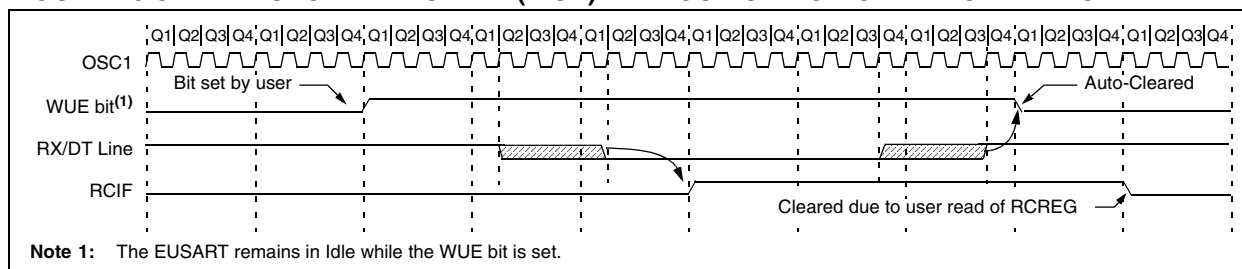 Q1|Q2|Q3|Q4|Q1|Q2|Q3|Q4|Q1|Q2|Q3|Q4|Q1|Q2|Q3|Q4|Q1|Q2|Q3|Q4|Q1|Q2|Q3|Q4|Q1|Q2|Q3|Q4|Q1|Q2|Q3|Q4|Q1|Q2|Q3|Q4|Q1|Q2|Q3|Q4
OSC1
Bit set by user
Auto-Cleared
WUE bit(1)
RX/DT Line
RCIF
Cleared due to user read of RCREG
Note 1: The EUSART remains in Idle while the WUE bit is set.